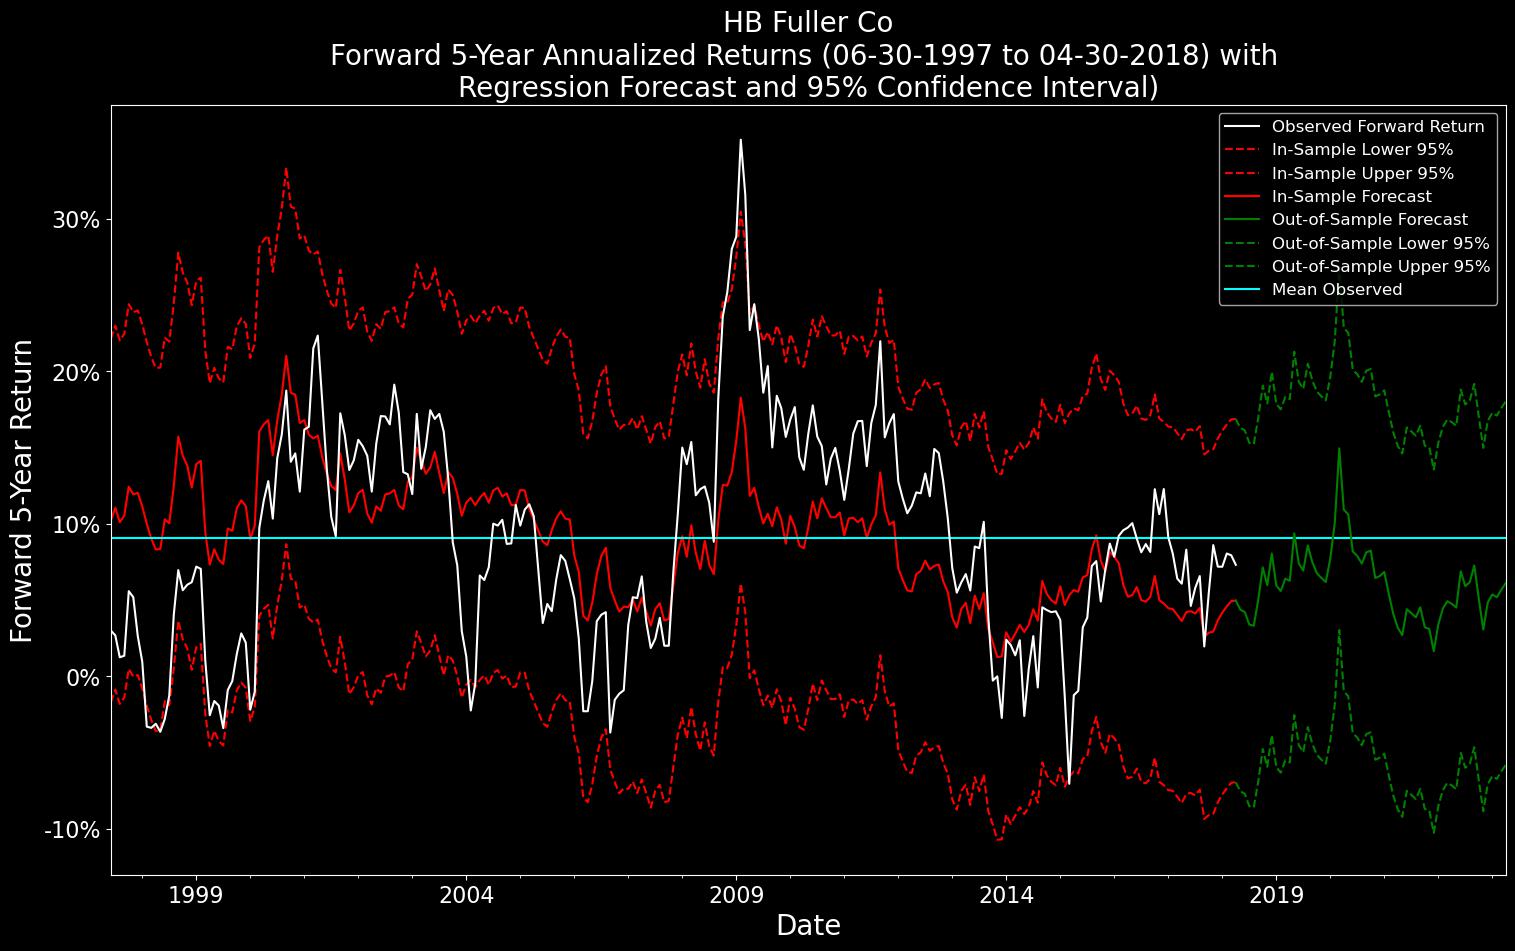 HB Fuller Co
Forward 5-Year Annualized Returns (06-30-1997 to 04-30-2018) with
Regression Forecast and 95% Confidence Interval)
Observed Forward Return
In-Sample Lower 95%
In-Sample Upper 95%
In-Sample Forecast
Out-of-Sample Forecast
Out-of-Sample Lower 95%
Out-of-Sample Upper 95%
Mean Observed
Forward 5-Year Return
30%
20%
10%
0%
-10%
1999
2004
2009
2014
2019
Date